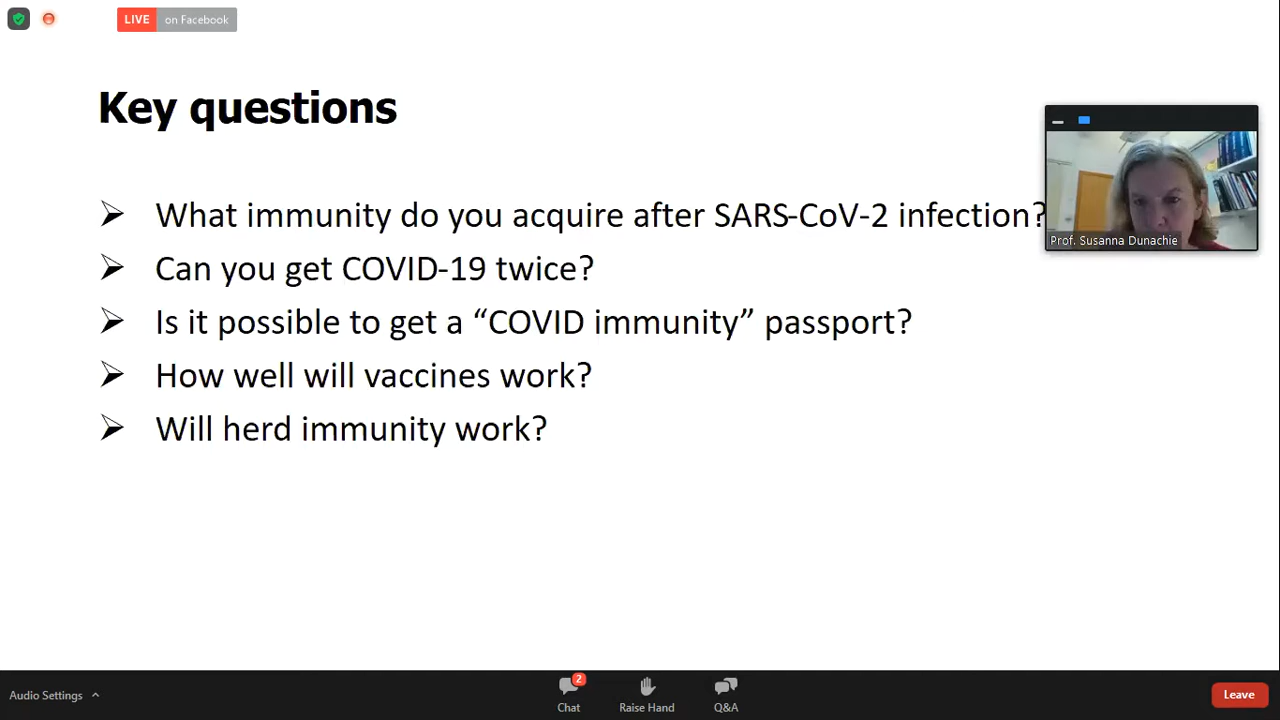 LIVE on Facebook
Key questions
What immunity do you acquire after SARS-CoV-2 infection?
Can you get COVID-19 twice?
Is it possible to get a “COVID immunity” passport?
How well will vaccines work?
Will herd immunity work?
Prof. Susanna Dunachie
Audio Settings
2
Chat
Raise Hand
Q&A
Leave